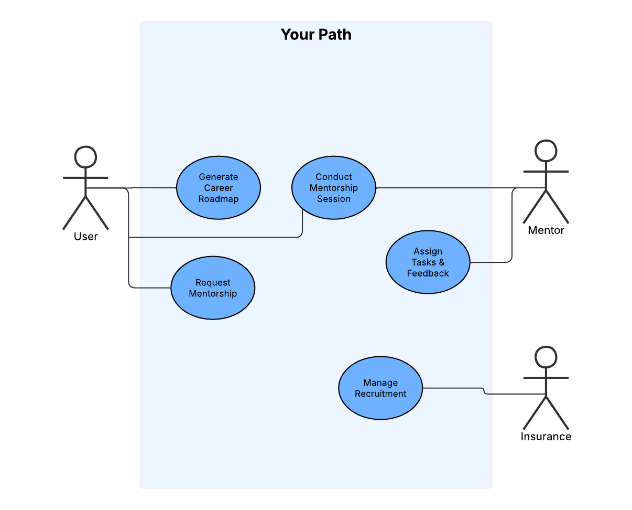 Your Path
Generate
Career
Roadmap
Conduct
Mentorship
Session
User
Mentor
Assign
Tasks &
Feedback
Request
Mentorship
Manage
Recruitment
Insurance